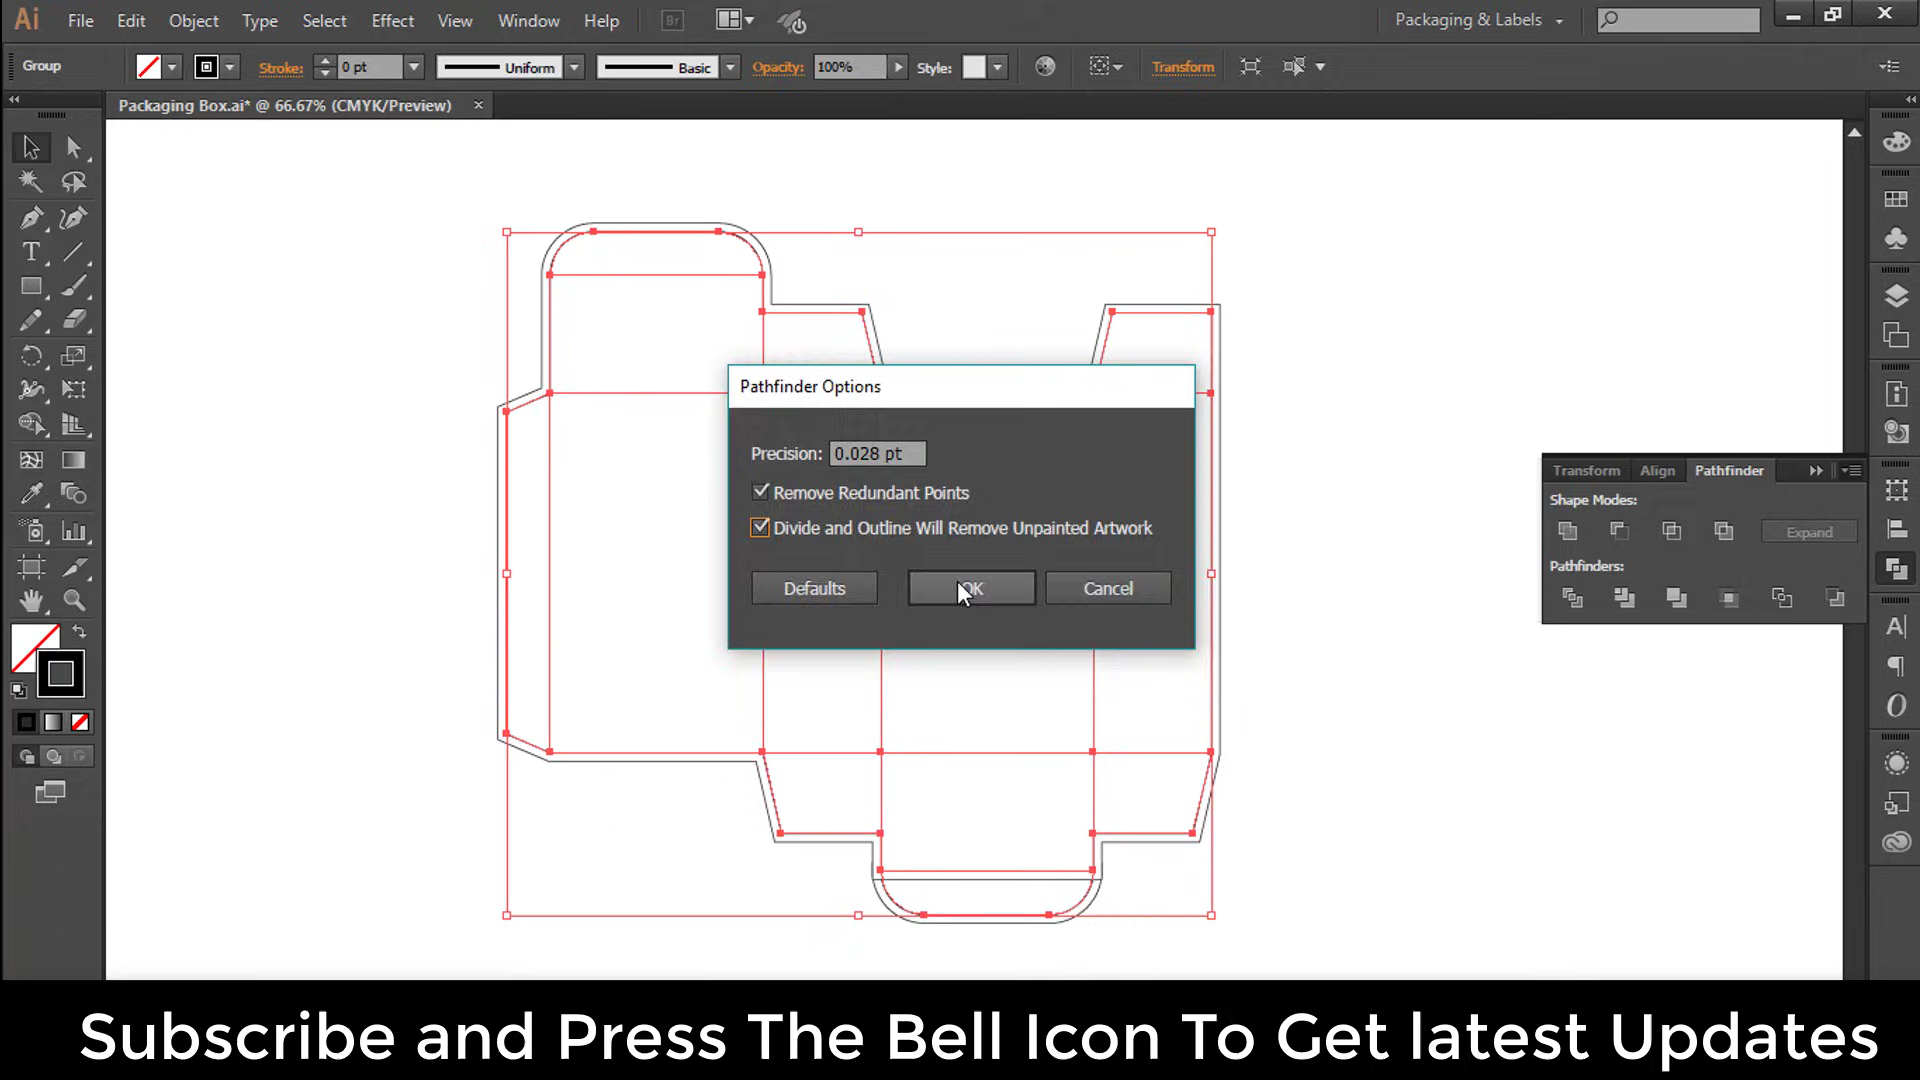 Ai File Edit Object Type Select Effect View Window Help Br Packaging & Labels
Group Stroke: 0 pt Uniform Basic Opacity: 100% Style: Transform
Packaging Box.ai* @ 66.67% (CMYK/Preview) ×
Pathfinder Options
Precision: 0.028 pt
Remove Redundant Points
Divide and Outline Will Remove Unpainted Artwork
Defaults OK Cancel
Transform Align Pathfinder
Shape Modes:
Expand
Pathfinders:
Subscribe and Press The Bell Icon To Get latest Updates